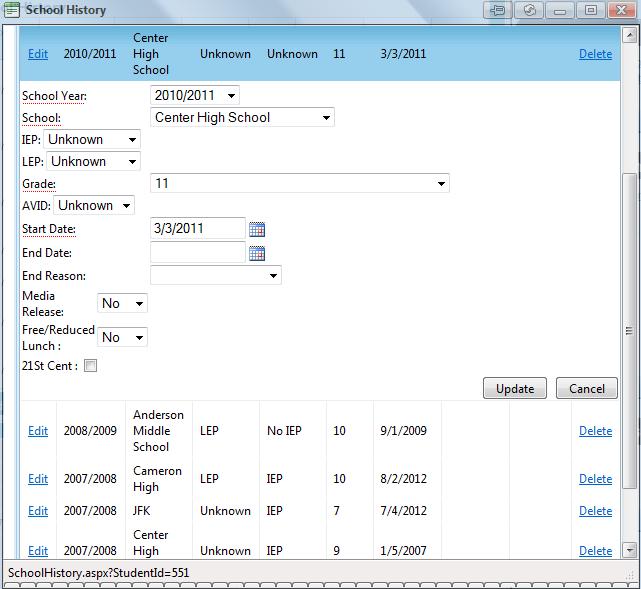 School History
Edit 2010/2011 Center High School Unknown Unknown 11 3/3/2011 Delete
School Year: 2010/2011
School: Center High School
IEP: Unknown
LEP: Unknown
Grade: 11
AVID: Unknown
Start Date: 3/3/2011
End Date:
End Reason:
Media Release: No
Free/Reduced Lunch : No
21St Cent :
Update Cancel
Edit 2008/2009 Anderson Middle School LEP No IEP 10 9/1/2009 Delete
Edit 2007/2008 Cameron High LEP IEP 10 8/2/2012 Delete
Edit 2007/2008 JFK Unknown IEP 7 7/4/2012 Delete
Edit 2007/2008 Center High Unknown IEP 9 1/5/2007 Delete
SchoolHistory.aspx?StudentId=551